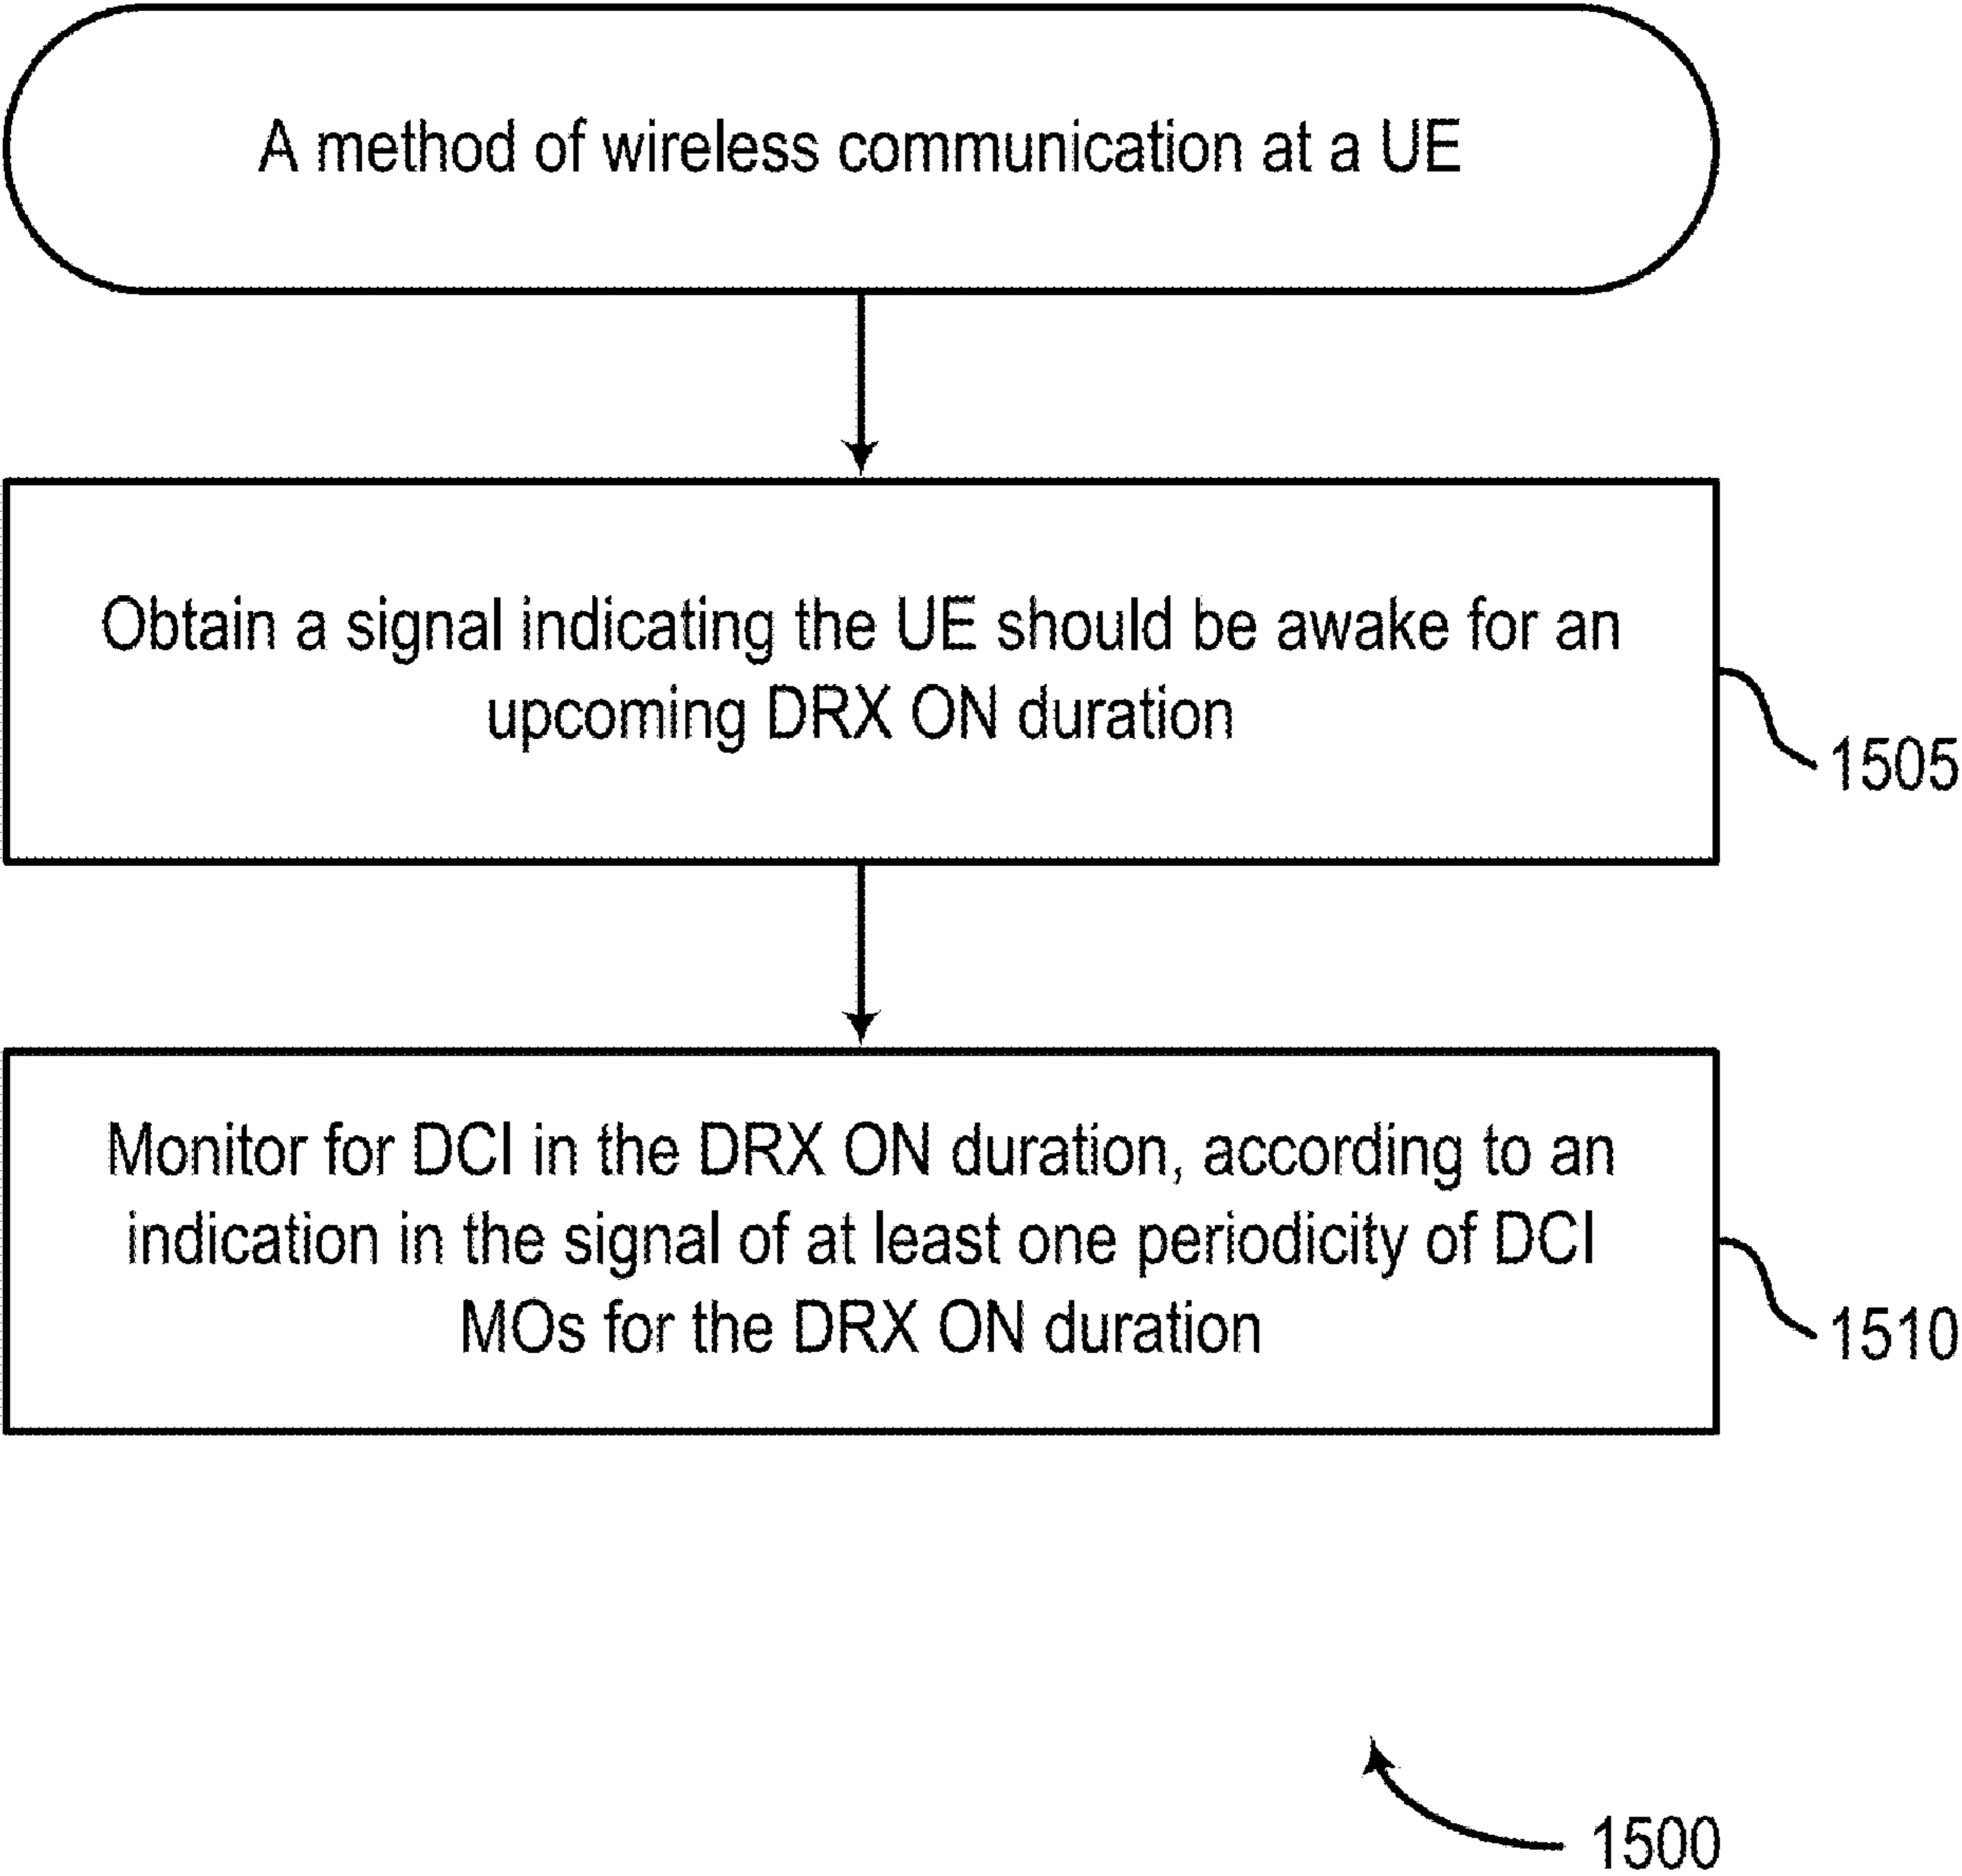 A method of wireless communication at a UE
Obtain a signal indicating the UE should be awake for an
upcoming DRX ON duration
1505
Monitor for DCI in the DRX ON duration, according to an
indication in the signal of at least one periodicity of DCI
MOs for the DRX ON duration
1510
1500